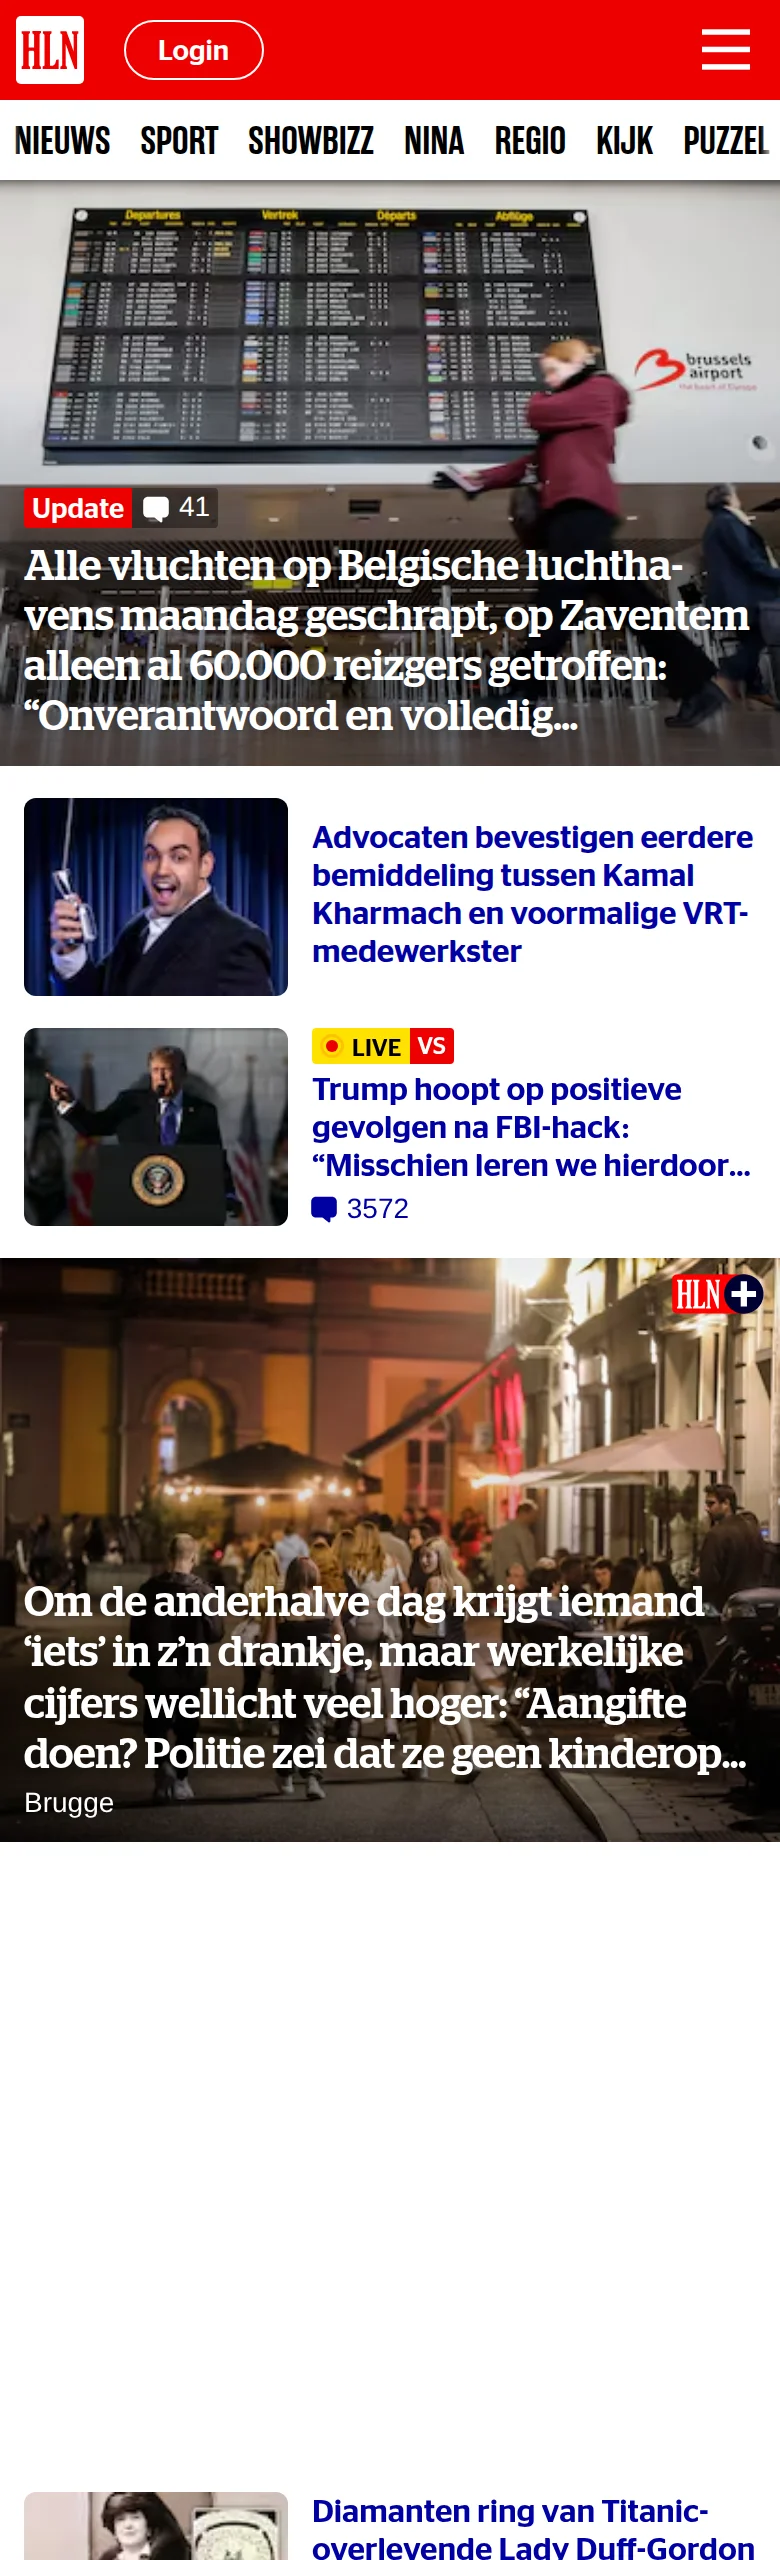 HLN
Login
NIEUWS SPORT SHOWBIZZ NINA REGIO KIJK PUZZEL
Departures Vertrek Départs Abflüge
brussels
airport
the heart of Europe
Update 41
Alle vluchten op Belgische luchtha-
vens maandag geschrapt, op Zaventem
alleen al 60.000 reizgers getroffen:
“Onverantwoord en volledig...
Advocaten bevestigen eerdere
bemiddeling tussen Kamal
Kharmach en voormalige VRT-
medewerkster
LIVE VS
Trump hoopt op positieve
gevolgen na FBI-hack:
“Misschien leren we hierdoor...
3572
HLN+
Om de anderhalve dag krijgt iemand
‘iets’ in z’n drankje, maar werkelijke
cijfers wellicht veel hoger: “Aangifte
doen? Politie zei dat ze geen kinderop...
Brugge
Diamanten ring van Titanic-
overlevende Lady Duff-Gordon